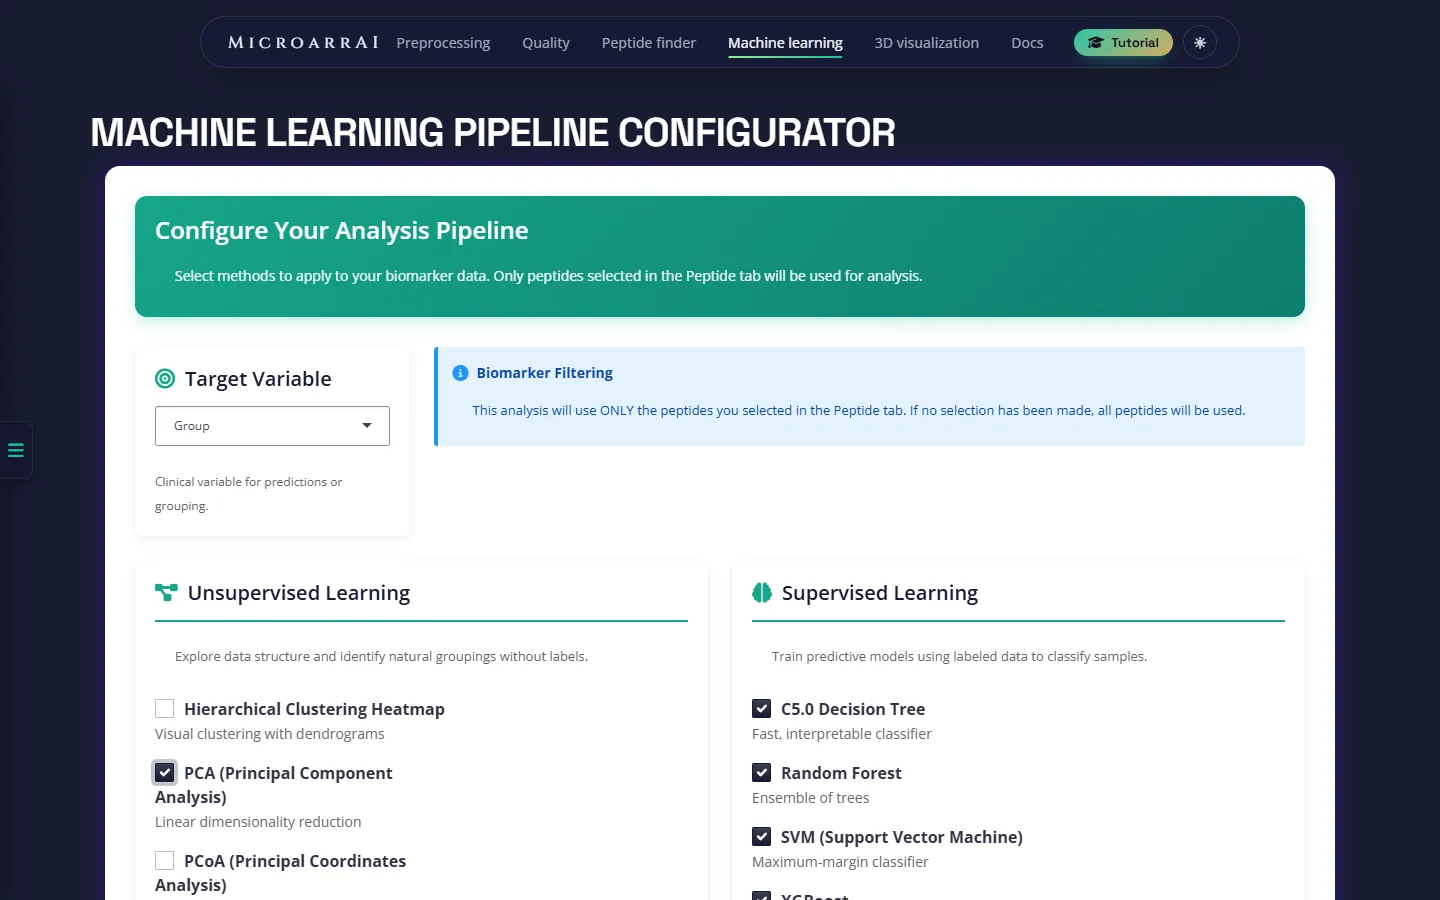 MICROARRAI
Preprocessing
Quality
Peptide finder
Machine learning
3D visualization
Docs
Tutorial
MACHINE LEARNING PIPELINE CONFIGURATOR
Configure Your Analysis Pipeline
Select methods to apply to your biomarker data. Only peptides selected in the Peptide tab will be used for analysis.
Target Variable
Group
Clinical variable for predictions or
grouping.
Biomarker Filtering
This analysis will use ONLY the peptides you selected in the Peptide tab. If no selection has been made, all peptides will be used.
Unsupervised Learning
Explore data structure and identify natural groupings without labels.
Hierarchical Clustering Heatmap
Visual clustering with dendrograms
PCA (Principal Component
Analysis)
Linear dimensionality reduction
PCoA (Principal Coordinates
Analysis)
Supervised Learning
Train predictive models using labeled data to classify samples.
C5.0 Decision Tree
Fast, interpretable classifier
Random Forest
Ensemble of trees
SVM (Support Vector Machine)
Maximum-margin classifier
XGBoost